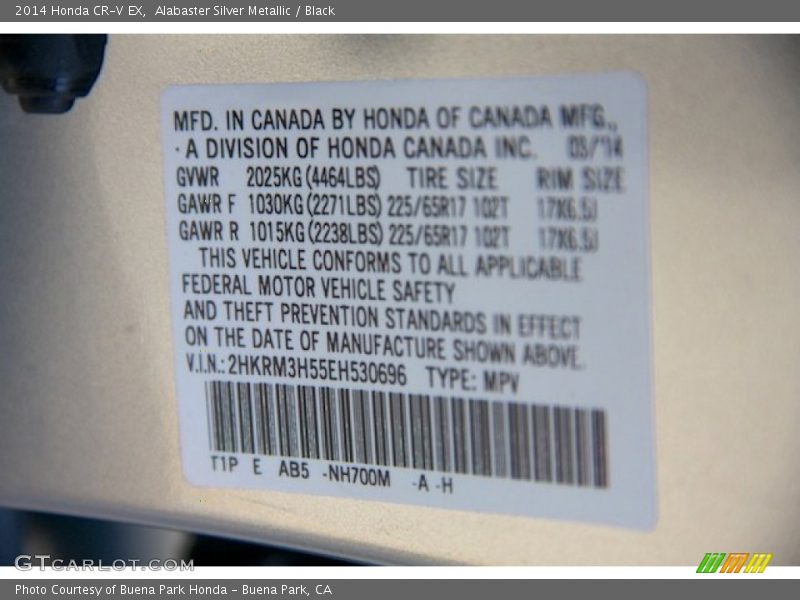 2014 Honda CR-V EX, Alabaster Silver Metallic / Black
MFD. IN CANADA BY HONDA OF CANADA MFG.,
· A DIVISION OF HONDA CANADA INC. 05/'14
GVWR 2025KG(4464LBS) TIRE SIZE RIM SIZE
GAWR F 1030KG(2271LBS) 225/65R17 102T 17X6.5J
GAWR R 1015KG(2238LBS) 225/65R17 102T 17X6.5J
THIS VEHICLE CONFORMS TO ALL APPLICABLE
FEDERAL MOTOR VEHICLE SAFETY
AND THEFT PREVENTION STANDARDS IN EFFECT
ON THE DATE OF MANUFACTURE SHOWN ABOVE.
V.I.N.:2HKRM3H55EH530696 TYPE: MPV
T1P E AB5 -NH700M -A -H
GTCARLOT.COM
Photo Courtesy of Buena Park Honda - Buena Park, CA